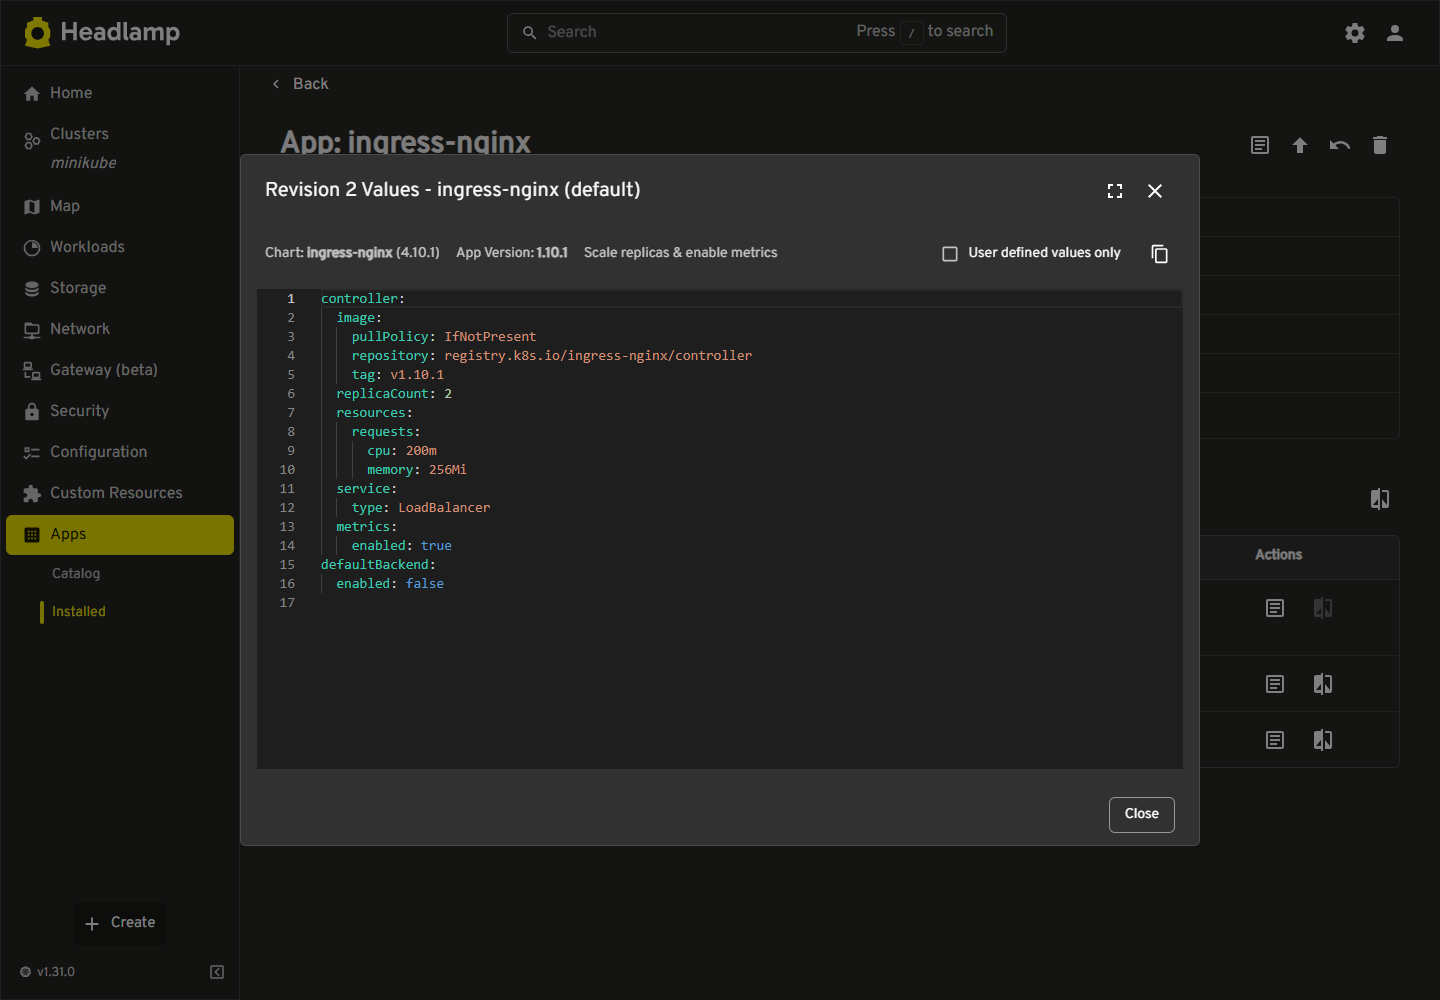 Headlamp
Search
Press / to search
Home
Clusters
minikube
Map
Workloads
Storage
Network
Gateway (beta)
Security
Configuration
Custom Resources
Apps
Catalog
Installed
Create
v1.31.0
Back
App: ingress-nginx
Revision 2 Values - ingress-nginx (default)
Chart: ingress-nginx (4.10.1) App Version: 1.10.1 Scale replicas & enable metrics
User defined values only
1 controller:
2 image:
3 pullPolicy: IfNotPresent
4 repository: registry.k8s.io/ingress-nginx/controller
5 tag: v1.10.1
6 replicaCount: 2
7 resources:
8 requests:
9 cpu: 200m
10 memory: 256Mi
11 service:
12 type: LoadBalancer
13 metrics:
14 enabled: true
15 defaultBackend:
16 enabled: false
17
Close
Actions